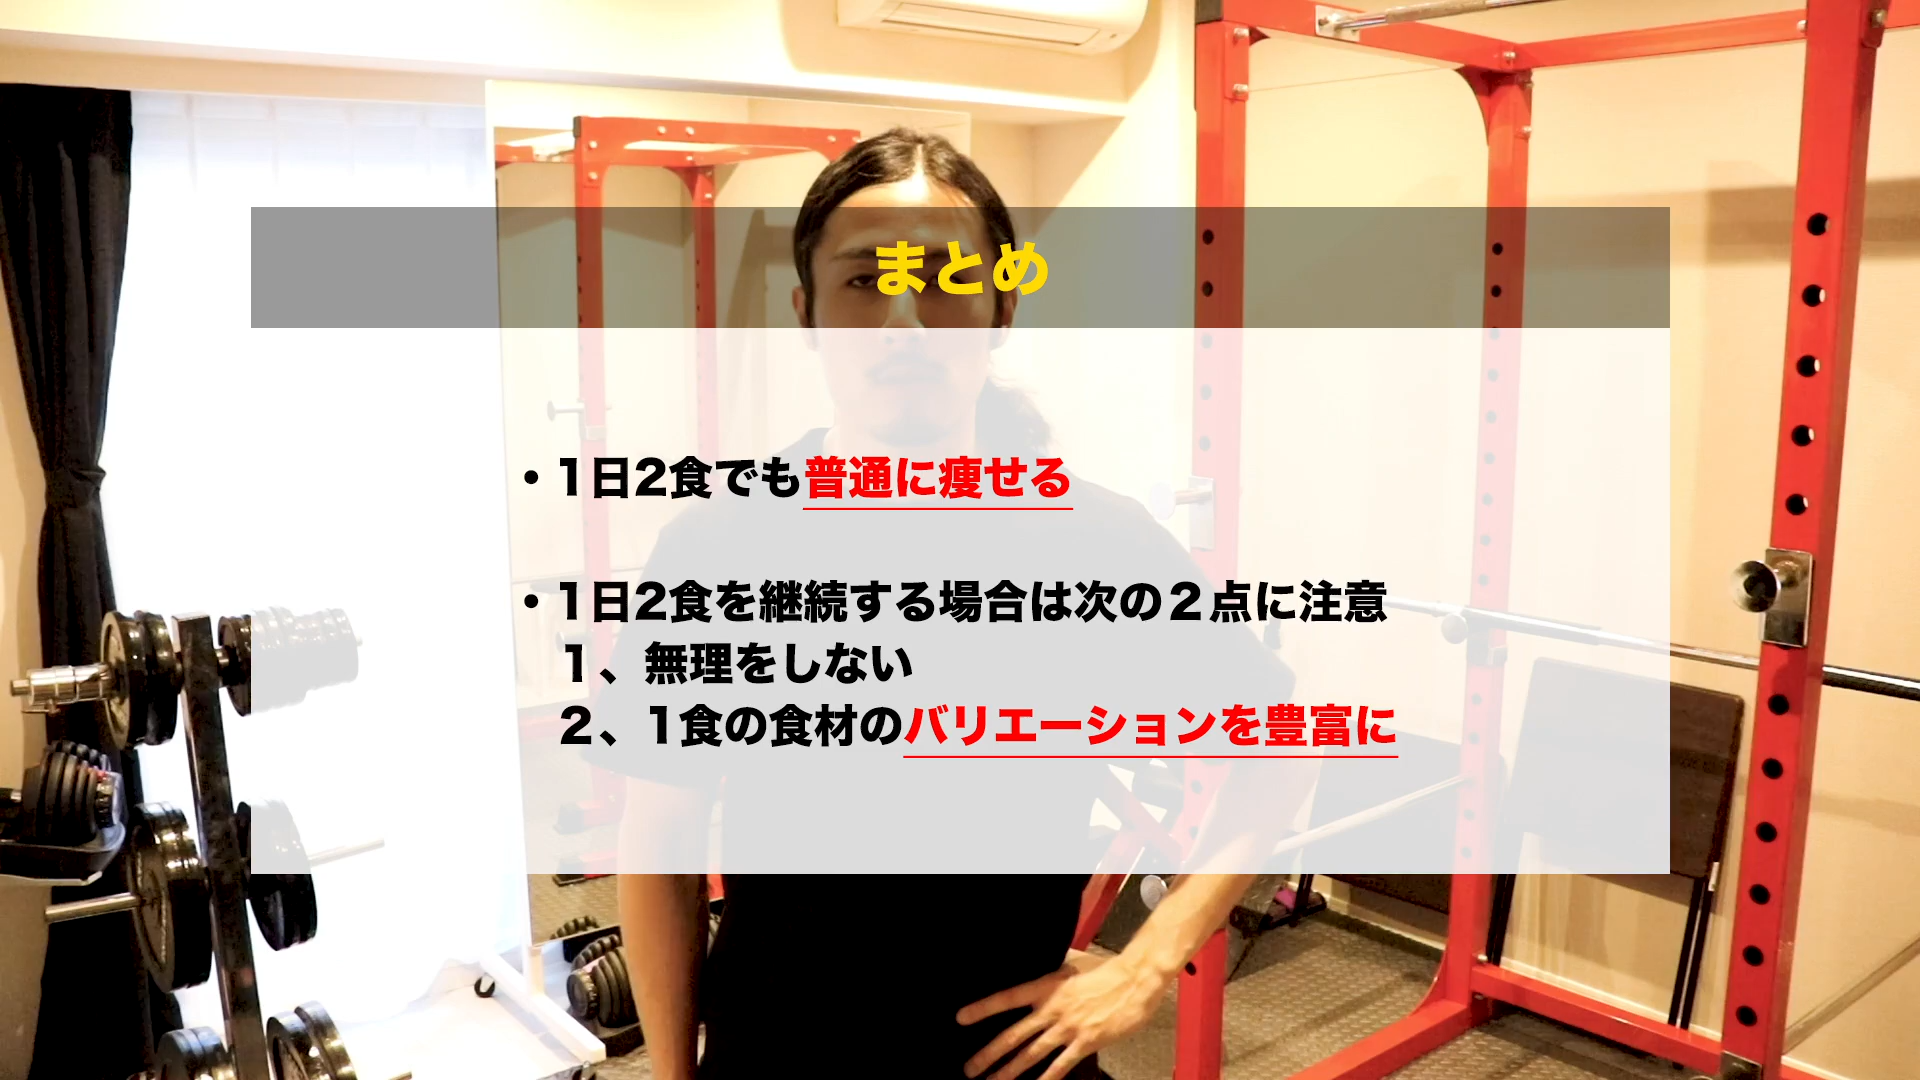 まとめ
・1日2食でも普通に痩せる
・1日2食を継続する場合は次の２点に注意
１、無理をしない
２、1食の食材のバリエーションを豊富に